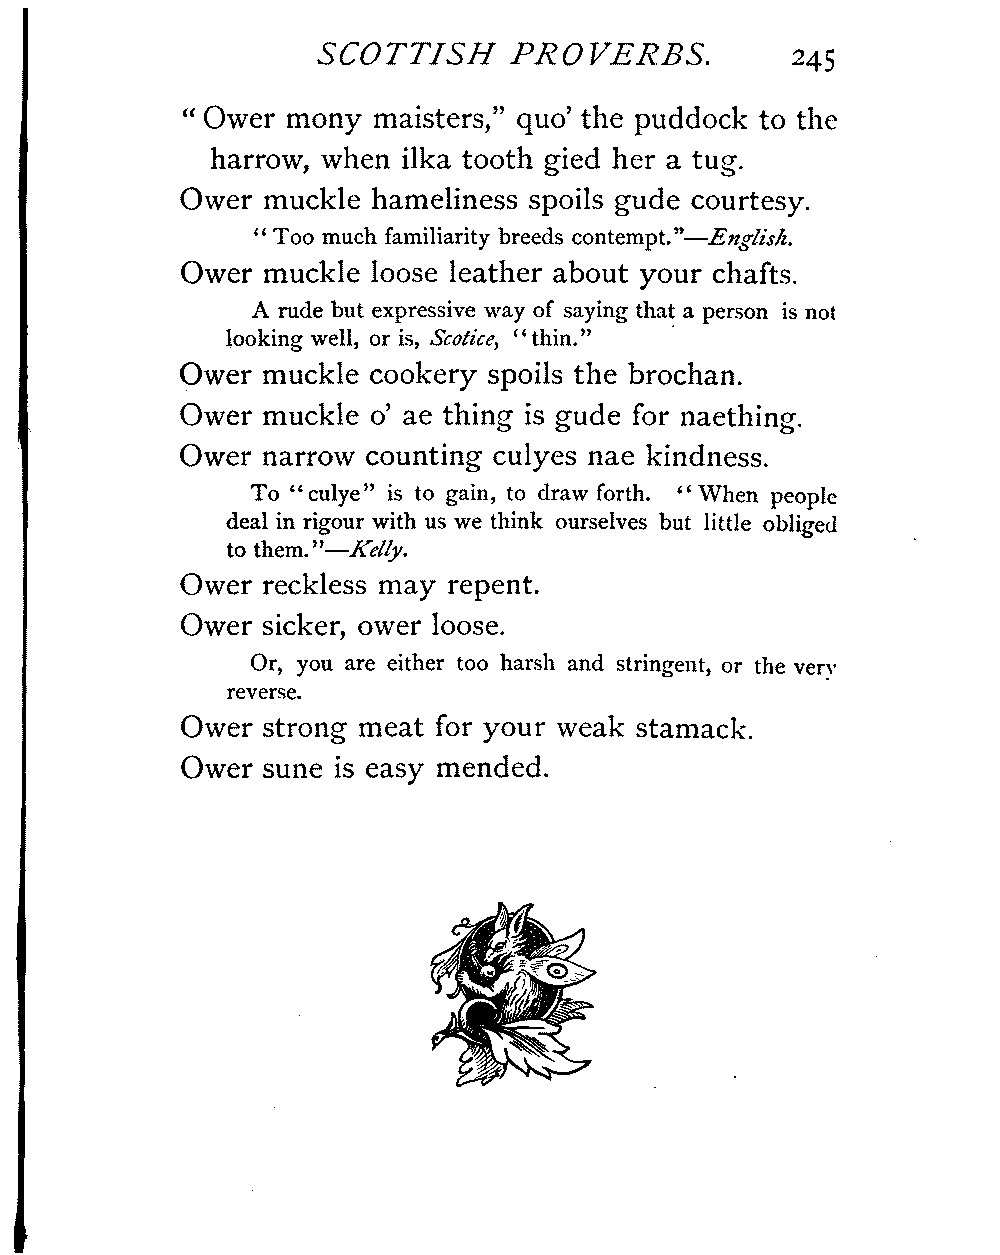 SCOTTISH PROVERBS. 245
“Ower mony maisters,” quo’ the puddock to the
harrow, when ilka tooth gied her a tug.
Ower muckle hameliness spoils gude courtesy.
“Too much familiarity breeds contempt.”—English.
Ower muckle loose leather about your chafts.
A rude but expressive way of saying that a person is not
looking well, or is, Scotice, “thin.”
Ower muckle cookery spoils the brochan.
Ower muckle o’ ae thing is gude for naething.
Ower narrow counting culyes nae kindness.
To “culye” is to gain, to draw forth. “When people
deal in rigour with us we think ourselves but little obliged
to them.”—Kelly.
Ower reckless may repent.
Ower sicker, ower loose.
Or, you are either too harsh and stringent, or the very
reverse.
Ower strong meat for your weak stamack.
Ower sune is easy mended.